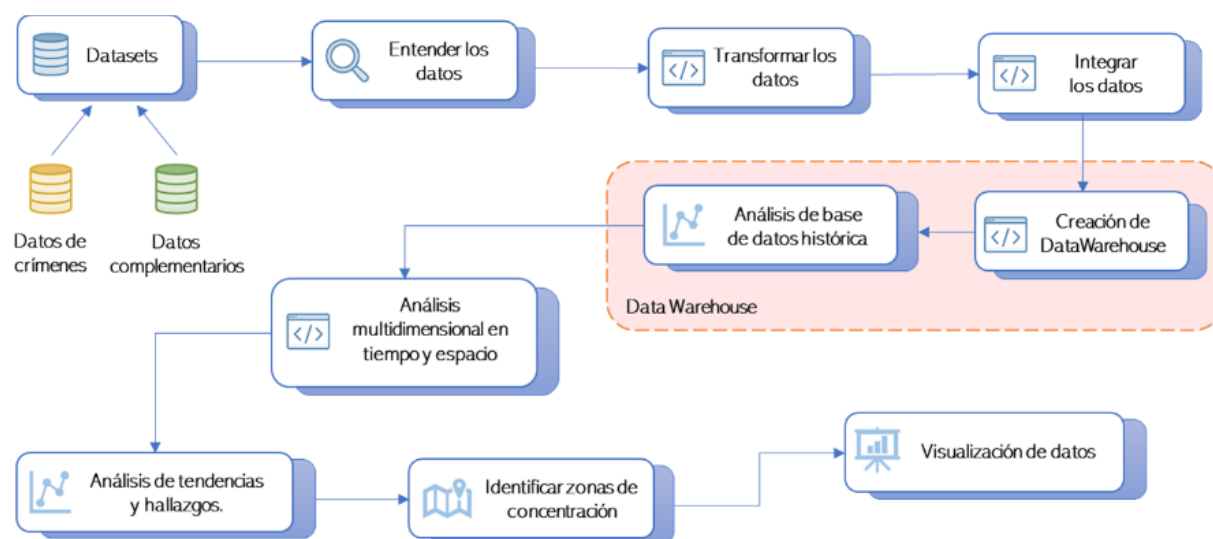 Datasets
Entender los
datos
Transformar los
datos
Integrar
los datos
Datos de
crímenes
Datos
complementarios
Análisis de base
de datos histórica
Creación de
DataWarehouse
Data Warehouse
Análisis
multidimensional en
tiempo y espacio
Análisis de tendencias
y hallazgos.
Identificar zonas de
concentración
Visualización de datos